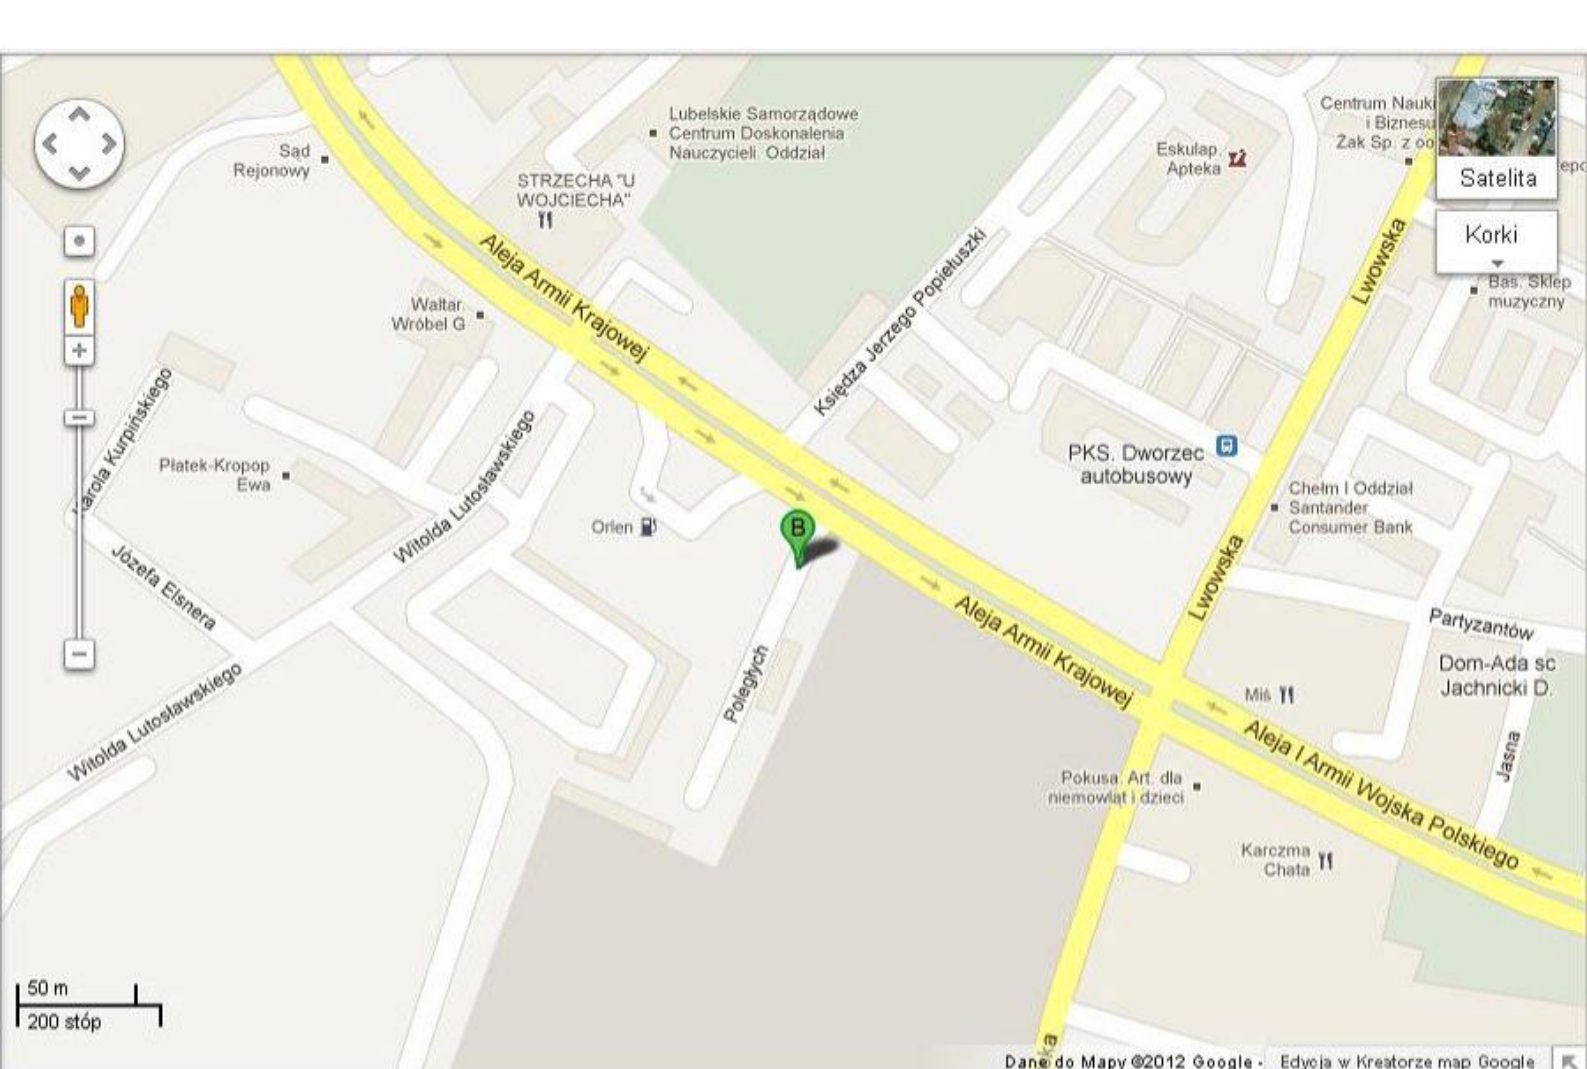 Lubelskie Samorządowe
Centrum Doskonalenia
Nauczycieli. Oddział
Sąd
Rejonowy
STRZECHA "U
WOJCIECHA"
Eskulap.
Apteka
Centrum Nauki
i Biznesu
Żak Sp. z oo
Satelita
Korki
Bas. Sklep
muzyczny
Aleja Armii Krajowej
Księdza Jerzego Popiełuszki
Lwowska
Waltar.
Wróbel G
Karola Kurpińskiego
Płatek-Kropop
Ewa
Witolda Lutosławskiego
Orlen
B
PKS. Dworzec
autobusowy
Chełm I Oddział
Santander
Consumer Bank
Józefa Elsnera
Lwowska
Aleja Armii Krajowej
Partyzantów
Dom-Ada sc
Jachnicki D.
Miś
Poległych
Witolda Lutosławskiego
Aleja I Armii Wojska Polskiego
Jasna
Pokusa. Art. dla
niemowląt i dzieci
Karczma
Chata
50 m
200 stóp
Dane do Mapy ©2012 Google - Edycja w Kreatorze map Google